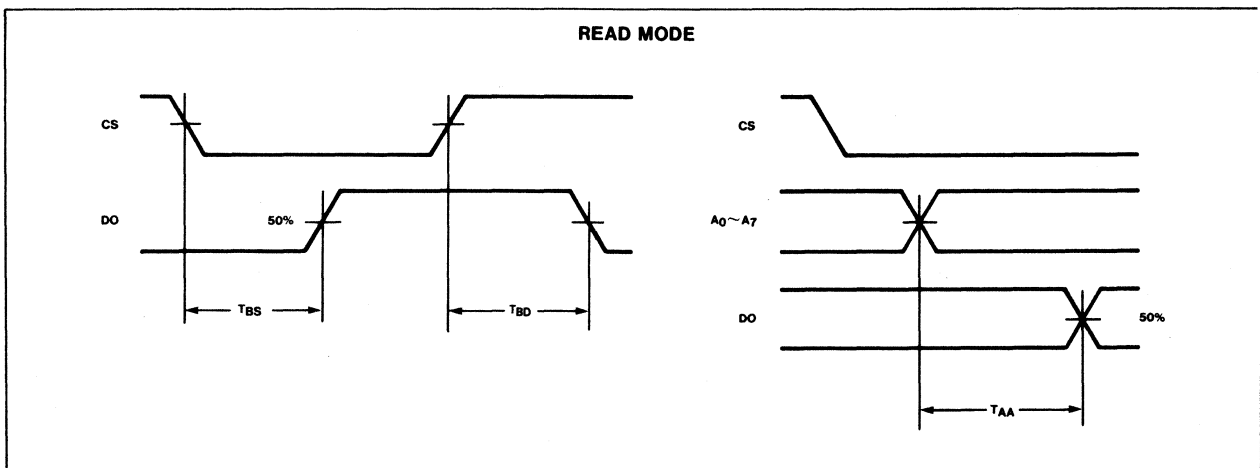 READ MODE
CS
DO
50%
TBS
TBD
CS
A0~A7
DO
50%
TAA